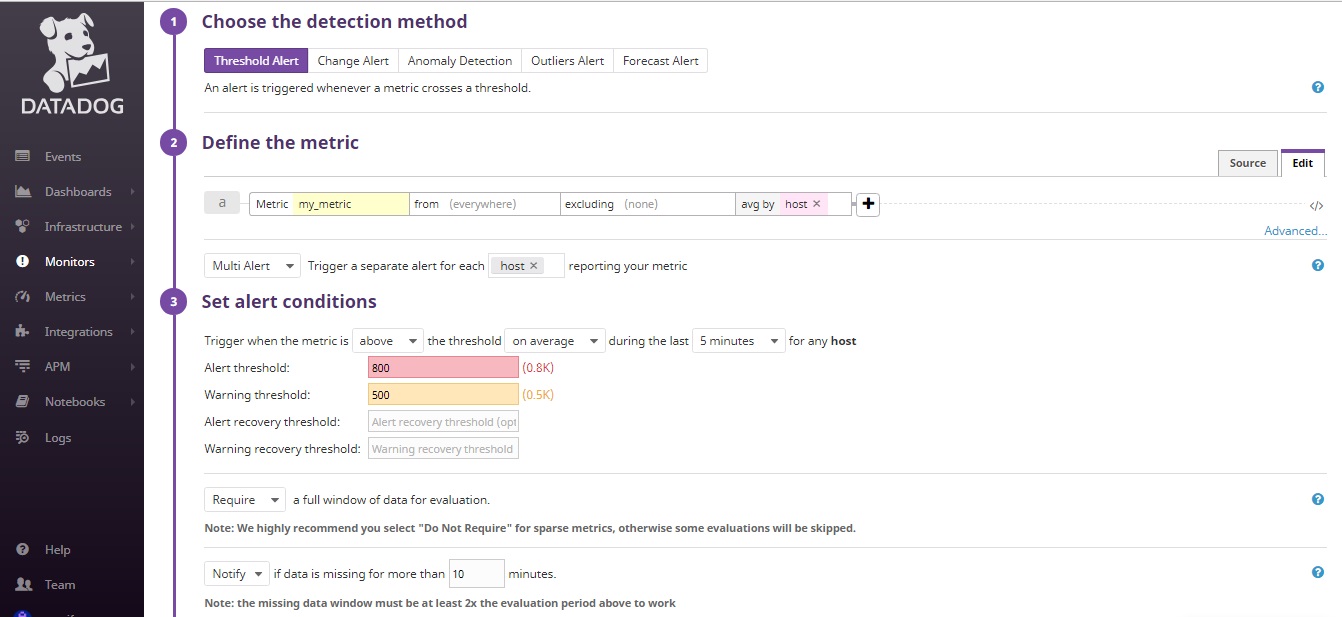 DATADOG
Events
Dashboards
Infrastructure
Monitors
Metrics
Integrations
APM
Notebooks
Logs
Help
Team
1 Choose the detection method
Threshold Alert Change Alert Anomaly Detection Outliers Alert Forecast Alert
An alert is triggered whenever a metric crosses a threshold. ?
2 Define the metric
Source Edit
a Metric my_metric from (everywhere) excluding (none) avg by host × + </>
Advanced...
Multi Alert Trigger a separate alert for each host × reporting your metric ?
3 Set alert conditions
Trigger when the metric is above the threshold on average during the last 5 minutes for any host
Alert threshold: 800 (0.8K)
Warning threshold: 500 (0.5K)
Alert recovery threshold: Alert recovery threshold (opt
Warning recovery threshold: Warning recovery threshold
Require a full window of data for evaluation. ?
Note: We highly recommend you select "Do Not Require" for sparse metrics, otherwise some evaluations will be skipped.
Notify if data is missing for more than 10 minutes. ?
Note: the missing data window must be at least 2x the evaluation period above to work